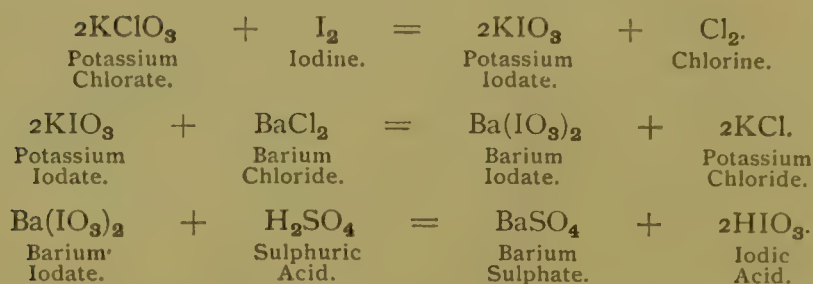 2KClO₃ + I₂ = 2KIO₃ + Cl₂.
Potassium Iodine. Potassium Chlorine.
Chlorate. Iodate.
2KIO₃ + BaCl₂ = Ba(IO₃)₂ + 2KCl.
Potassium Barium Barium Potassium
Iodate. Chloride. Iodate. Chloride.
Ba(IO₃)₂ + H₂SO₄ = BaSO₄ + 2HIO₃.
Barium Sulphuric Barium Iodic
Iodate. Acid. Sulphate. Acid.